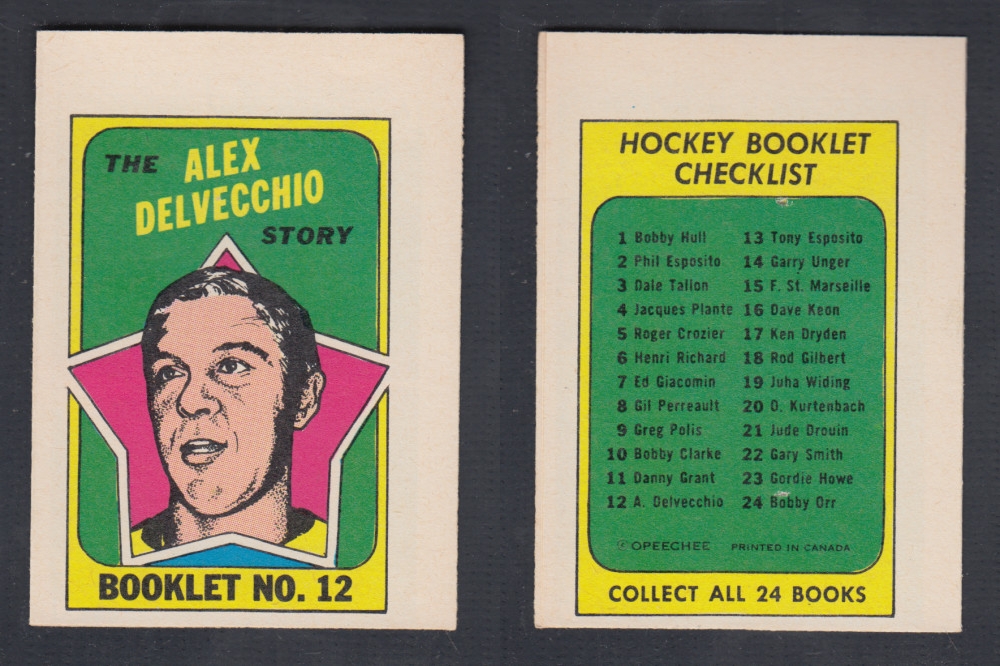 THE ALEX
DELVECCHIO
STORY
BOOKLET NO. 12
HOCKEY BOOKLET
CHECKLIST
1 Bobby Hull
2 Phil Esposito
3 Dale Tallon
4 Jacques Plante
5 Roger Crozier
6 Henri Richard
7 Ed Giacomin
8 Gil Perreault
9 Greg Polis
10 Bobby Clarke
11 Danny Grant
12 A. Delvecchio
13 Tony Esposito
14 Garry Unger
15 F. St. Marseille
16 Dave Keon
17 Ken Dryden
18 Rod Gilbert
19 Juha Widing
20 O. Kurtenbach
21 Jude Drouin
22 Gary Smith
23 Gordie Howe
24 Bobby Orr
© OPEECHEE PRINTED IN CANADA
COLLECT ALL 24 BOOKS